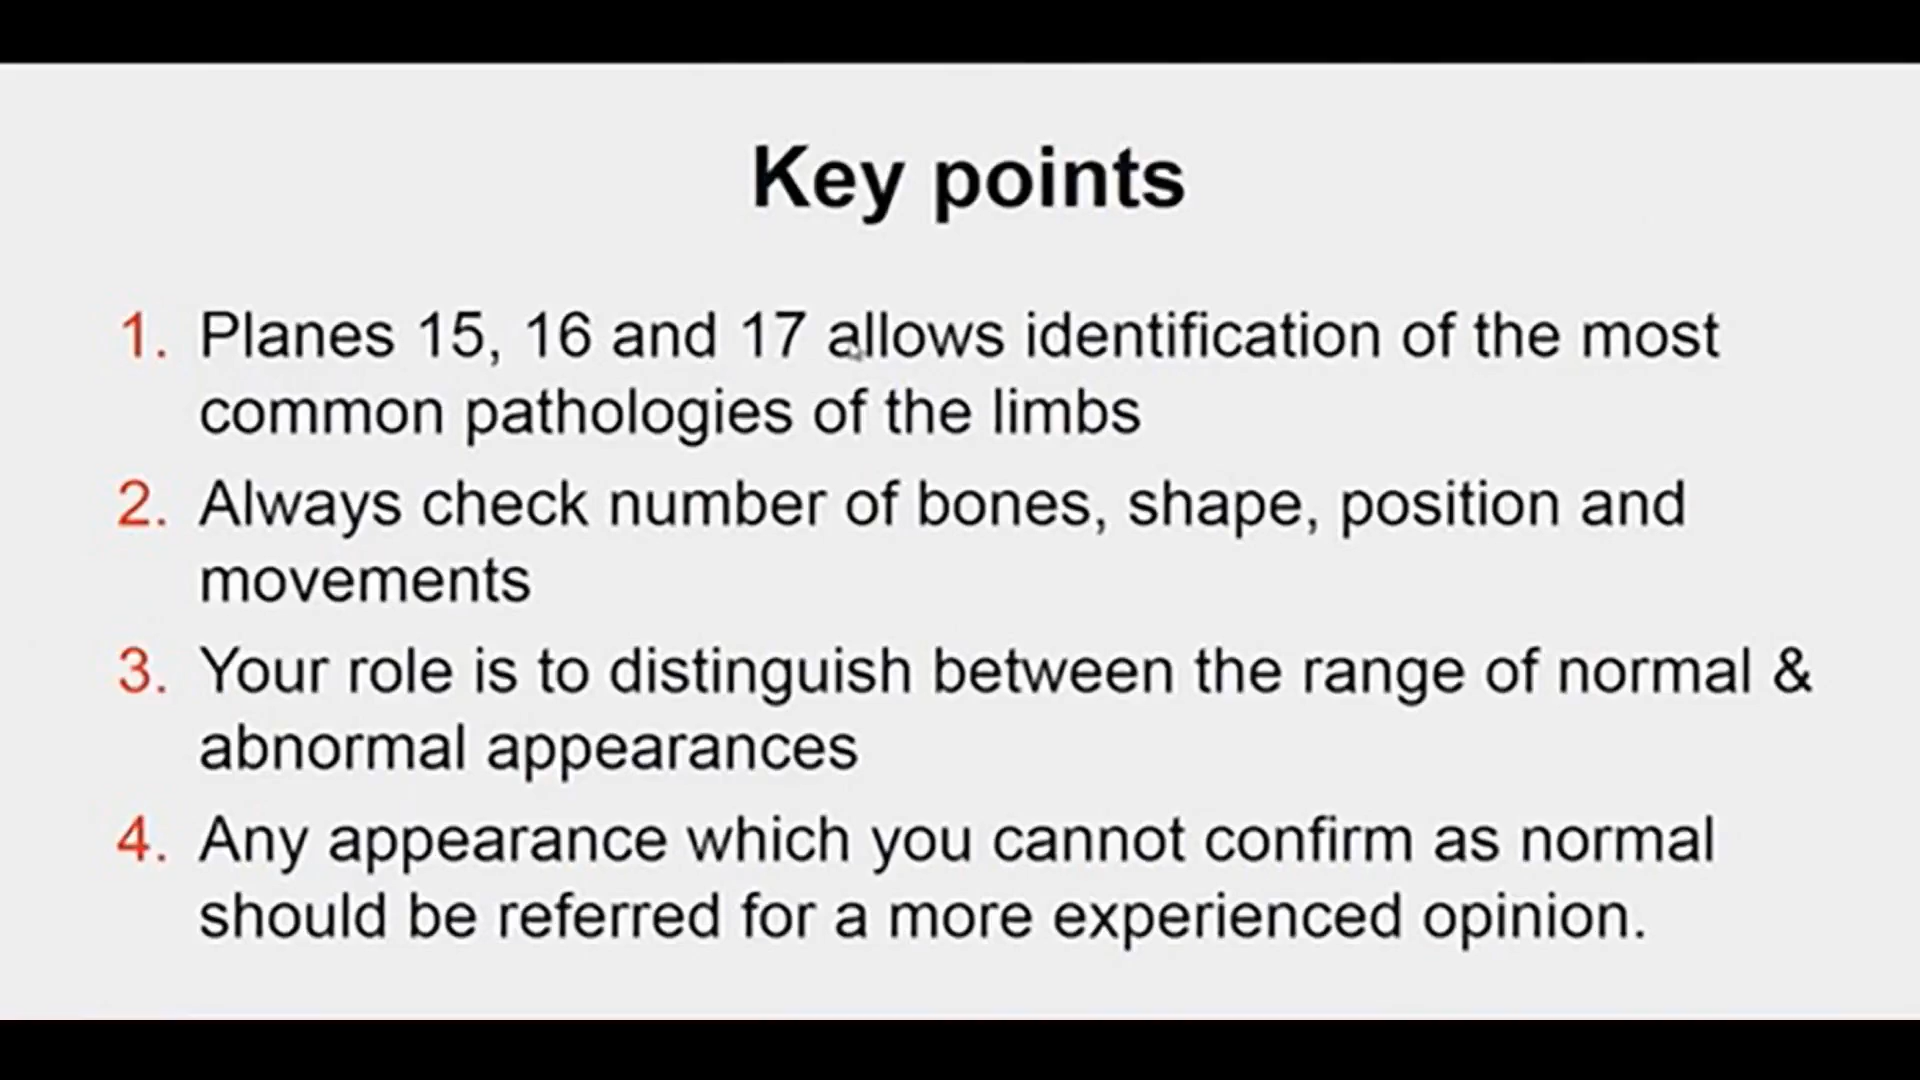 Key points
1. Planes 15, 16 and 17 allows identification of the most
common pathologies of the limbs
2. Always check number of bones, shape, position and
movements
3. Your role is to distinguish between the range of normal &
abnormal appearances
4. Any appearance which you cannot confirm as normal
should be referred for a more experienced opinion.